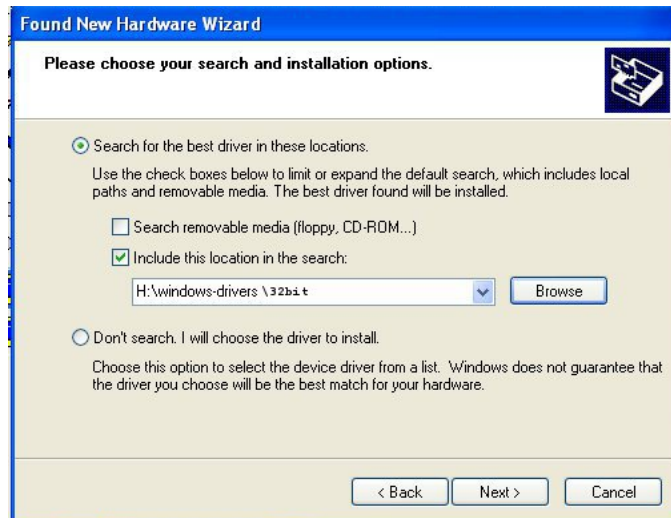 Found New Hardware Wizard
Please choose your search and installation options.
Search for the best driver in these locations.
Use the check boxes below to limit or expand the default search, which includes local
paths and removable media. The best driver found will be installed.
Search removable media (floppy, CD-ROM...)
Include this location in the search:
H:\windows-drivers \32bit
Browse
Don't search. I will choose the driver to install.
Choose this option to select the device driver from a list. Windows does not guarantee that
the driver you choose will be the best match for your hardware.
< Back Next > Cancel